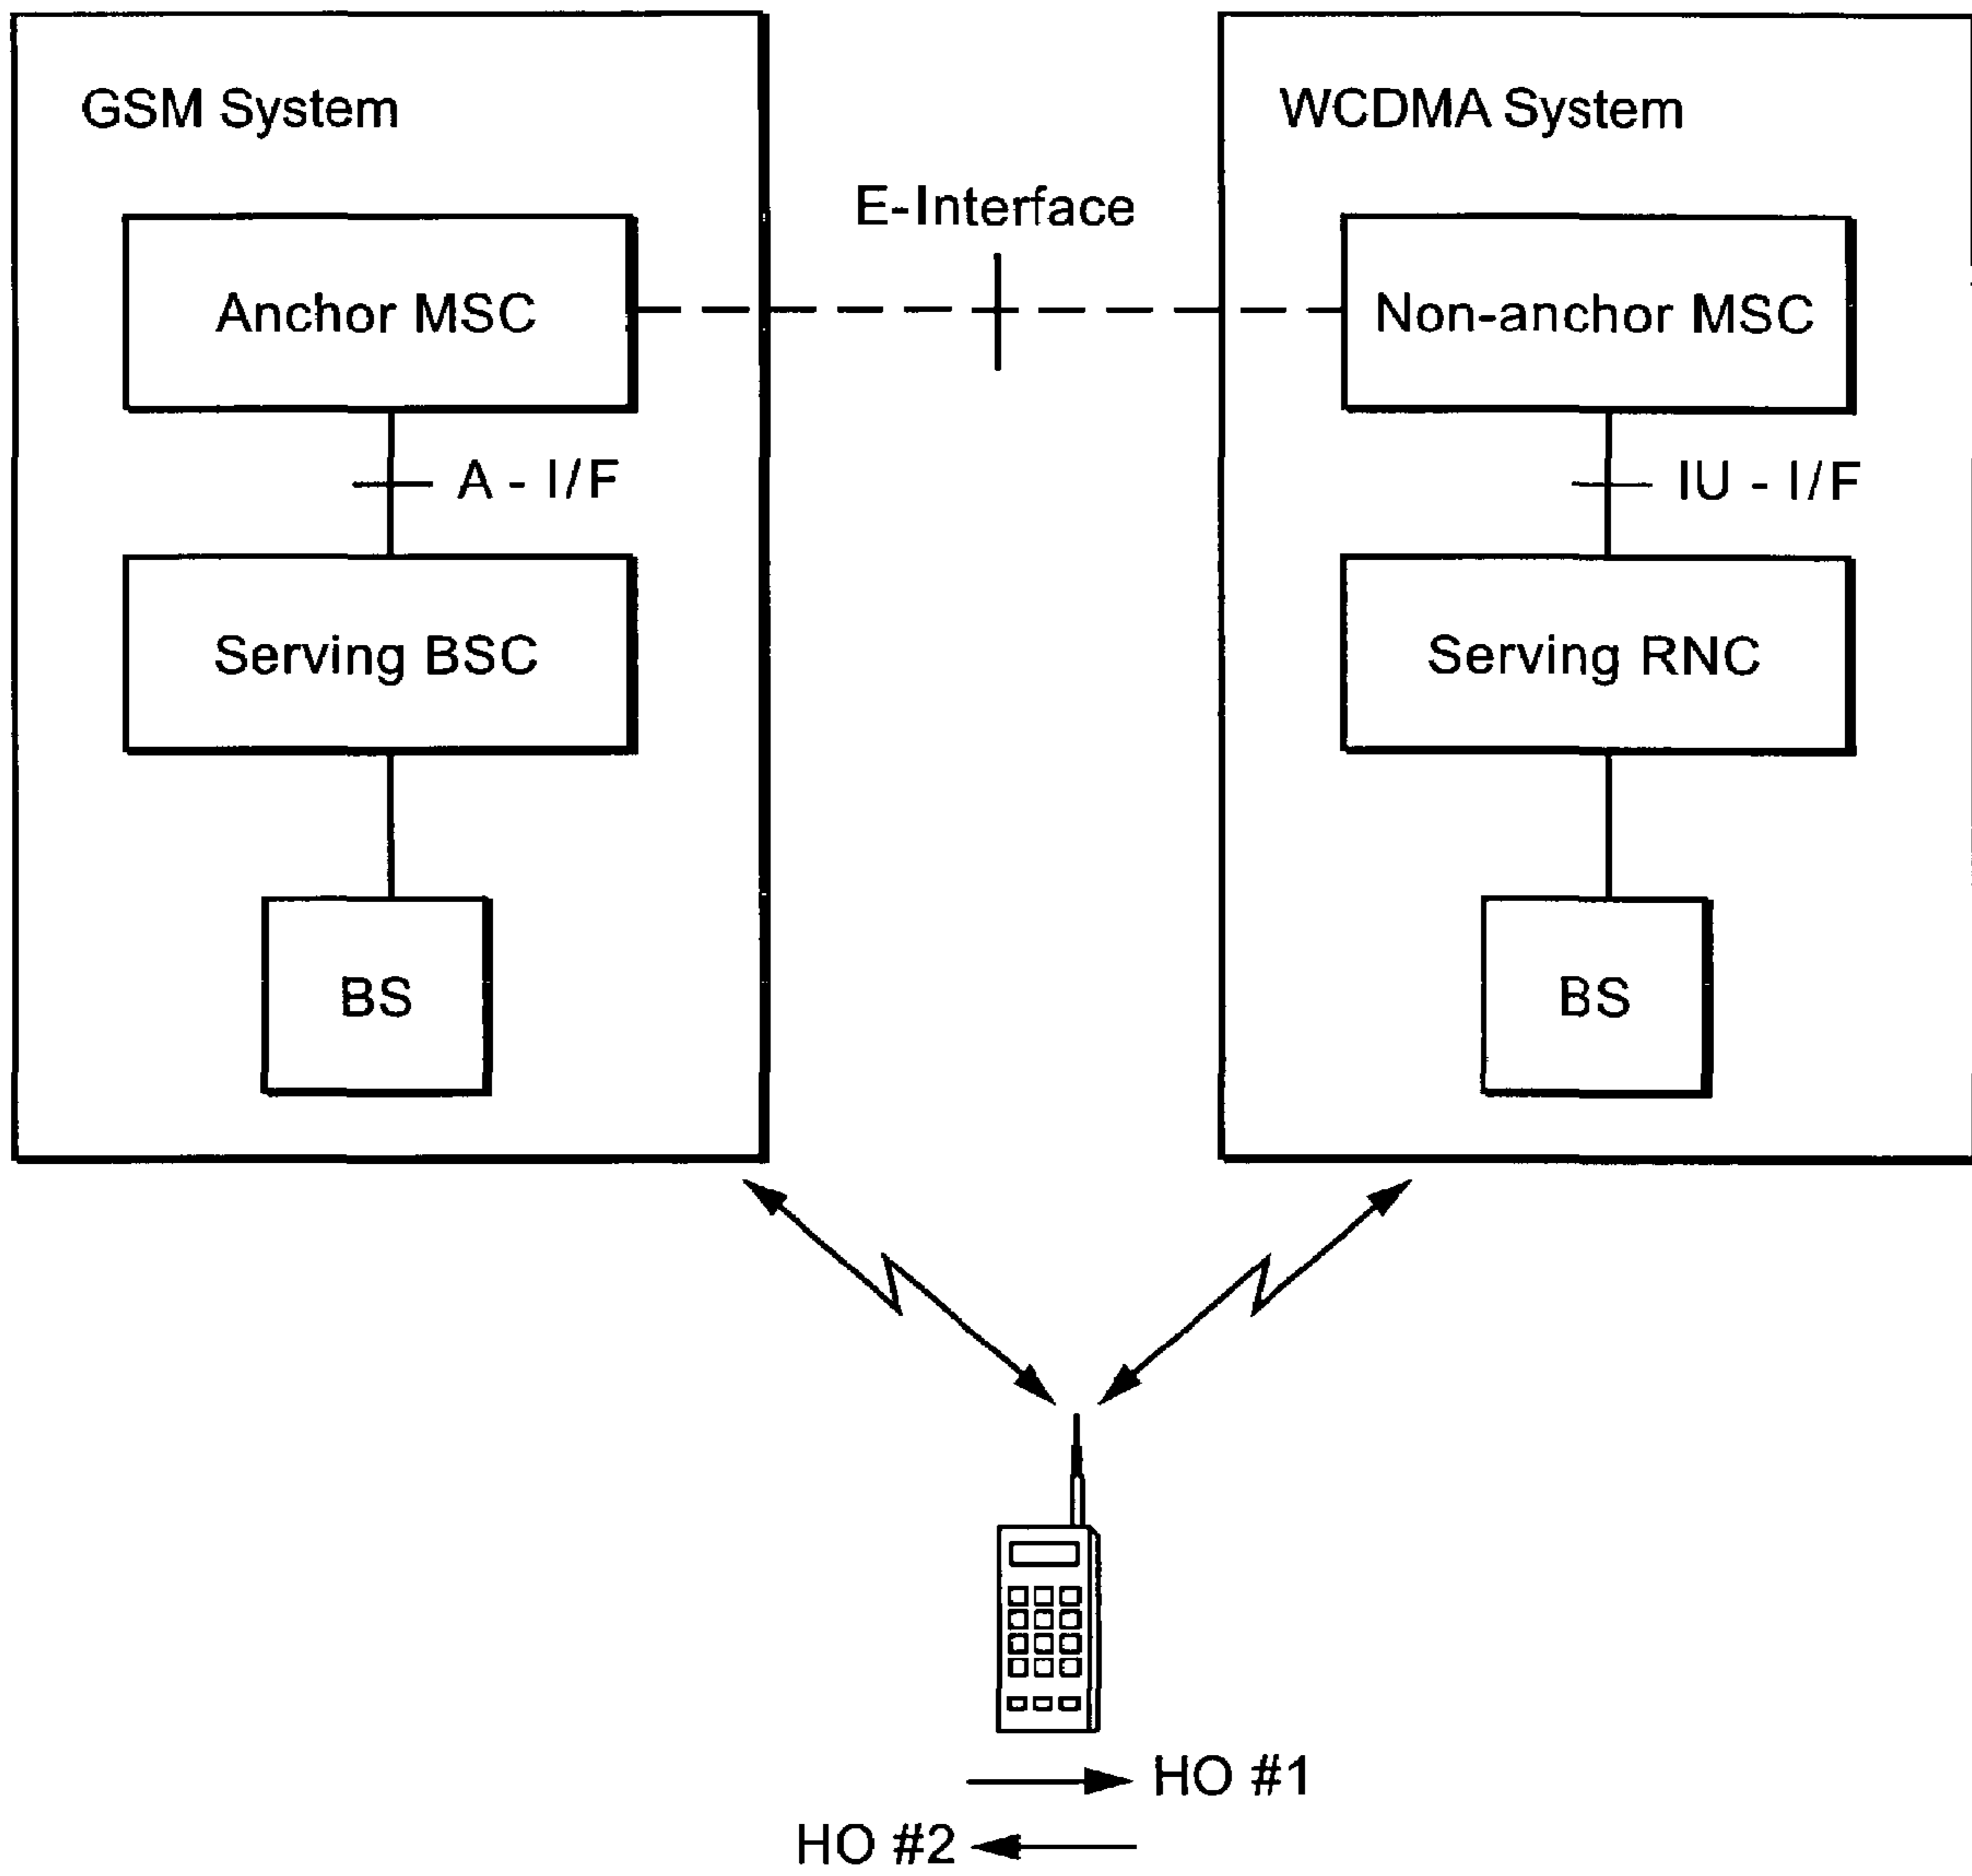 GSM System
WCDMA System
E-Interface
Anchor MSC
Non-anchor MSC
A - I/F
IU - I/F
Serving BSC
Serving RNC
BS
BS
HO #1
HO #2